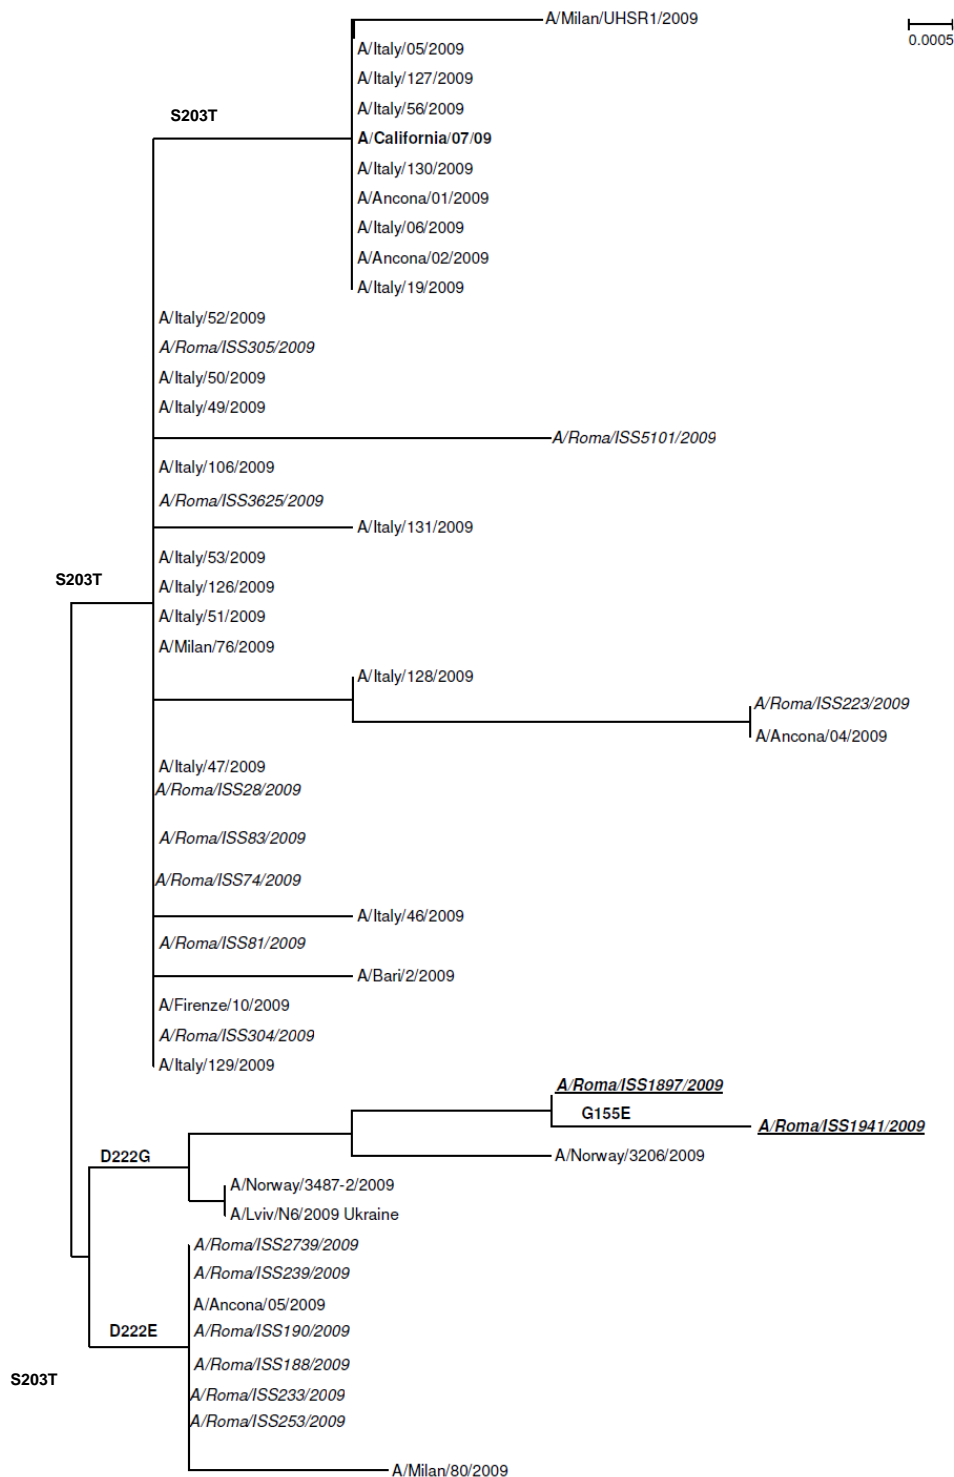 A/Milan/UHSR1/2009
0.0005
A/Italy/05/2009
A/Italy/127/2009
A/Italy/56/2009
S203T
A/California/07/09
A/Italy/130/2009
A/Ancona/01/2009
A/Italy/06/2009
A/Ancona/02/2009
A/Italy/19/2009
A/Italy/52/2009
A/Roma/ISS305/2009
A/Italy/50/2009
A/Italy/49/2009
A/Roma/ISS5101/2009
A/Italy/106/2009
A/Roma/ISS3625/2009
A/Italy/131/2009
A/Italy/53/2009
S203T
A/Italy/126/2009
A/Italy/51/2009
A/Milan/76/2009
A/Italy/128/2009
A/Roma/ISS223/2009
A/Ancona/04/2009
A/Italy/47/2009
A/Roma/ISS28/2009
A/Roma/ISS83/2009
A/Roma/ISS74/2009
A/Italy/46/2009
A/Roma/ISS81/2009
A/Bari/2/2009
A/Firenze/10/2009
A/Roma/ISS304/2009
A/Italy/129/2009
A/Roma/ISS1897/2009
G155E
A/Roma/ISS1941/2009
A/Norway/3206/2009
D222G
A/Norway/3487-2/2009
A/Lviv/N6/2009 Ukraine
A/Roma/ISS2739/2009
A/Roma/ISS239/2009
A/Ancona/05/2009
D222E
A/Roma/ISS190/2009
A/Roma/ISS188/2009
S203T
A/Roma/ISS233/2009
A/Roma/ISS253/2009
A/Milan/80/2009